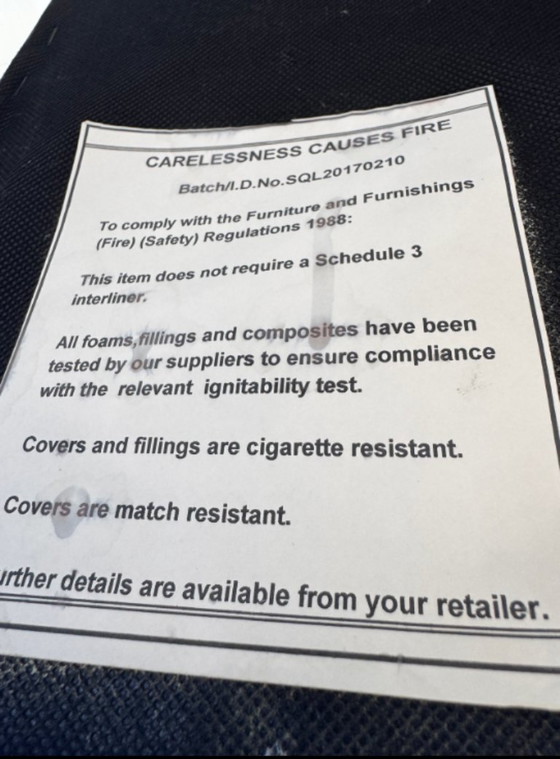 CARELESSNESS CAUSES FIRE
Batch/I.D.No.SQL20170210
To comply with the Furniture and Furnishings
(Fire) (Safety) Regulations 1988:
This item does not require a Schedule 3
interliner.
All foams,fillings and composites have been
tested by our suppliers to ensure compliance
with the relevant ignitability test.
Covers and fillings are cigarette resistant.
Covers are match resistant.
urther details are available from your retailer.